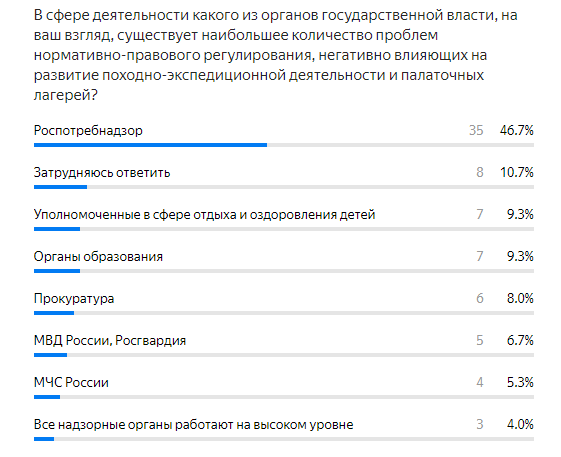 В сфере деятельности какого из органов государственной власти, на
ваш взгляд, существует наибольшее количество проблем
нормативно-правового регулирования, негативно влияющих на
развитие походно-экспедиционной деятельности и палаточных
лагерей?
Роспотребнадзор 35 46.7%
Затрудняюсь ответить 8 10.7%
Уполномоченные в сфере отдыха и оздоровления детей 7 9.3%
Органы образования 7 9.3%
Прокуратура 6 8.0%
МВД России, Росгвардия 5 6.7%
МЧС России 4 5.3%
Все надзорные органы работают на высоком уровне 3 4.0%